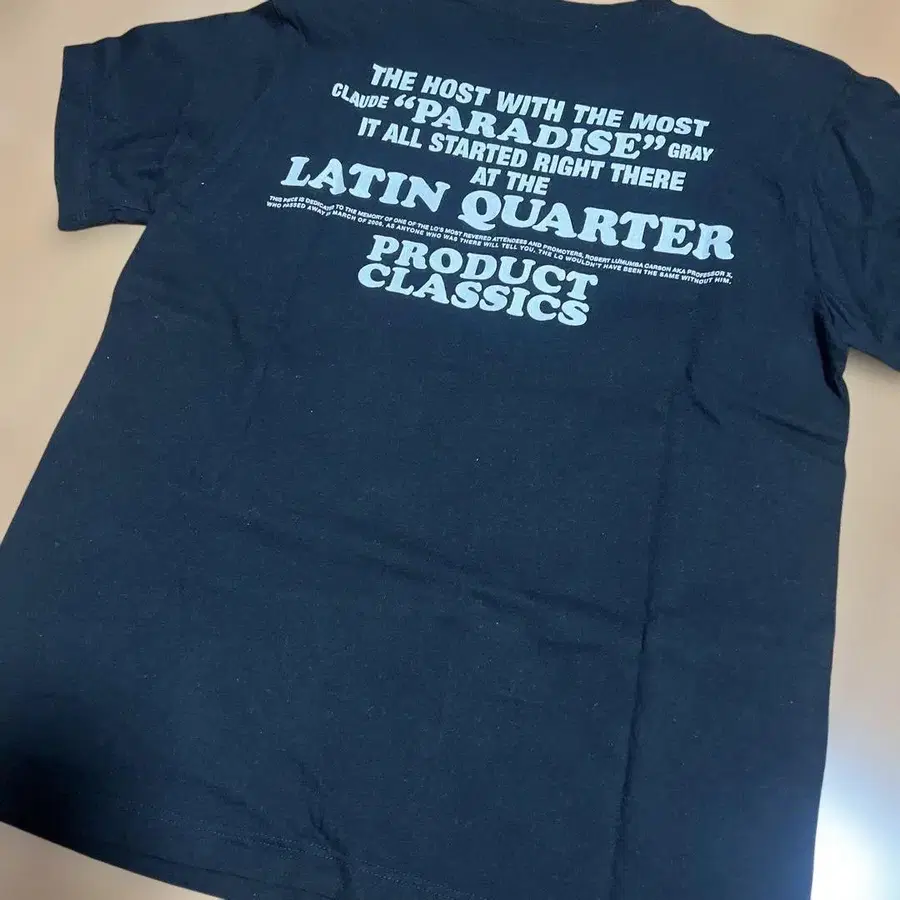 THE HOST WITH THE MOST
CLAUDE “PARADISE” GRAY
IT ALL STARTED RIGHT THERE
AT THE
LATIN QUARTER
THIS PIECE IS DEDICATED TO THE MEMORY OF ONE OF THE LQ'S MOST REVERED ATTENDEES AND PROMOTERS, ROBERT LUMUMBA CARSON AKA PROFESSOR X,
WHO PASSED AWAY IN MARCH OF 2006. AS ANYONE WHO WAS THERE WILL TELL YOU, THE LQ WOULDN'T HAVE BEEN THE SAME WITHOUT HIM.
PRODUCT
CLASSICS